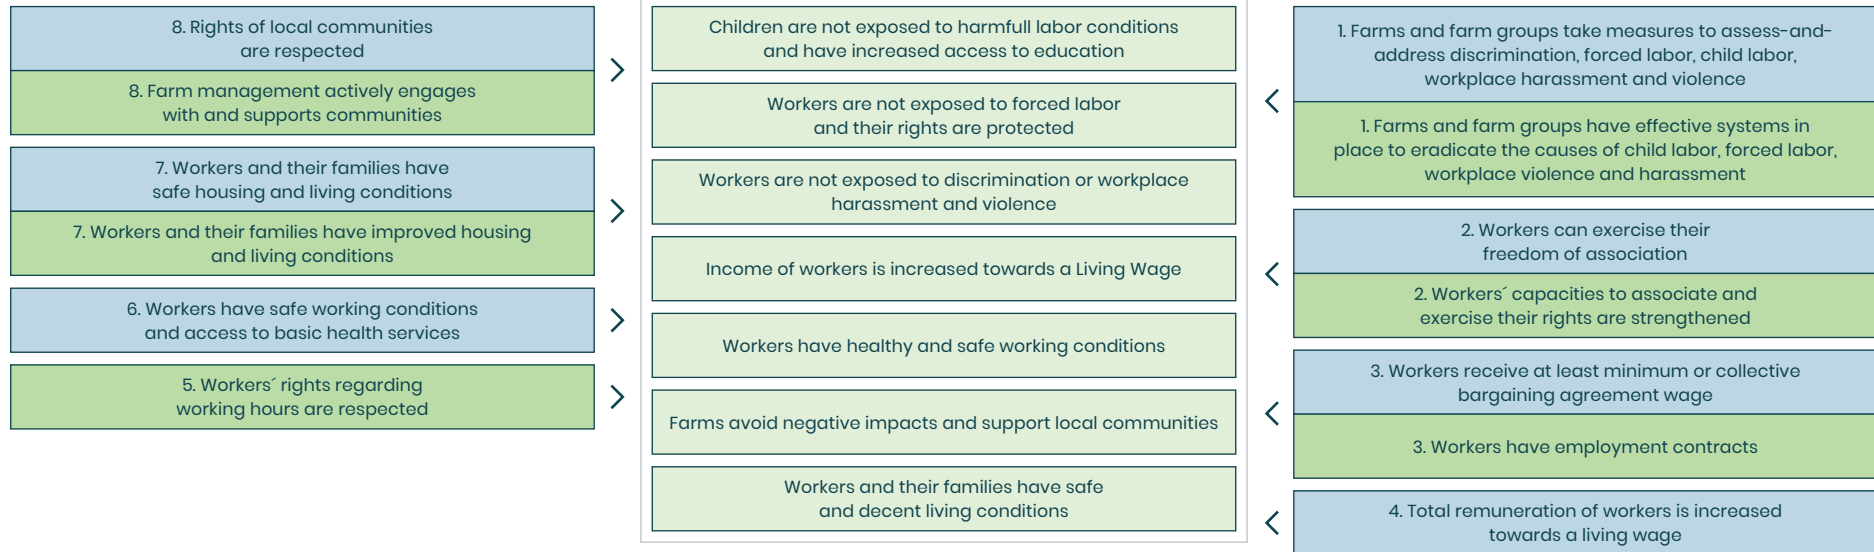 8. Rights of local communities
are respected
8. Farm management actively engages
with and supports communities
7. Workers and their families have
safe housing and living conditions
7. Workers and their families have improved housing
and living conditions
6. Workers have safe working conditions
and access to basic health services
5. Workers´ rights regarding
working hours are respected
Children are not exposed to harmfull labor conditions
and have increased access to education
Workers are not exposed to forced labor
and their rights are protected
Workers are not exposed to discrimination or workplace
harassment and violence
Income of workers is increased towards a Living Wage
Workers have healthy and safe working conditions
Farms avoid negative impacts and support local communities
Workers and their families have safe
and decent living conditions
1. Farms and farm groups take measures to assess-and-
address discrimination, forced labor, child labor,
workplace harassment and violence
1. Farms and farm groups have effective systems in
place to eradicate the causes of child labor, forced labor,
workplace violence and harassment
2. Workers can exercise their
freedom of association
2. Workers´ capacities to associate and
exercise their rights are strengthened
3. Workers receive at least minimum or collective
bargaining agreement wage
3. Workers have employment contracts
4. Total remuneration of workers is increased
towards a living wage